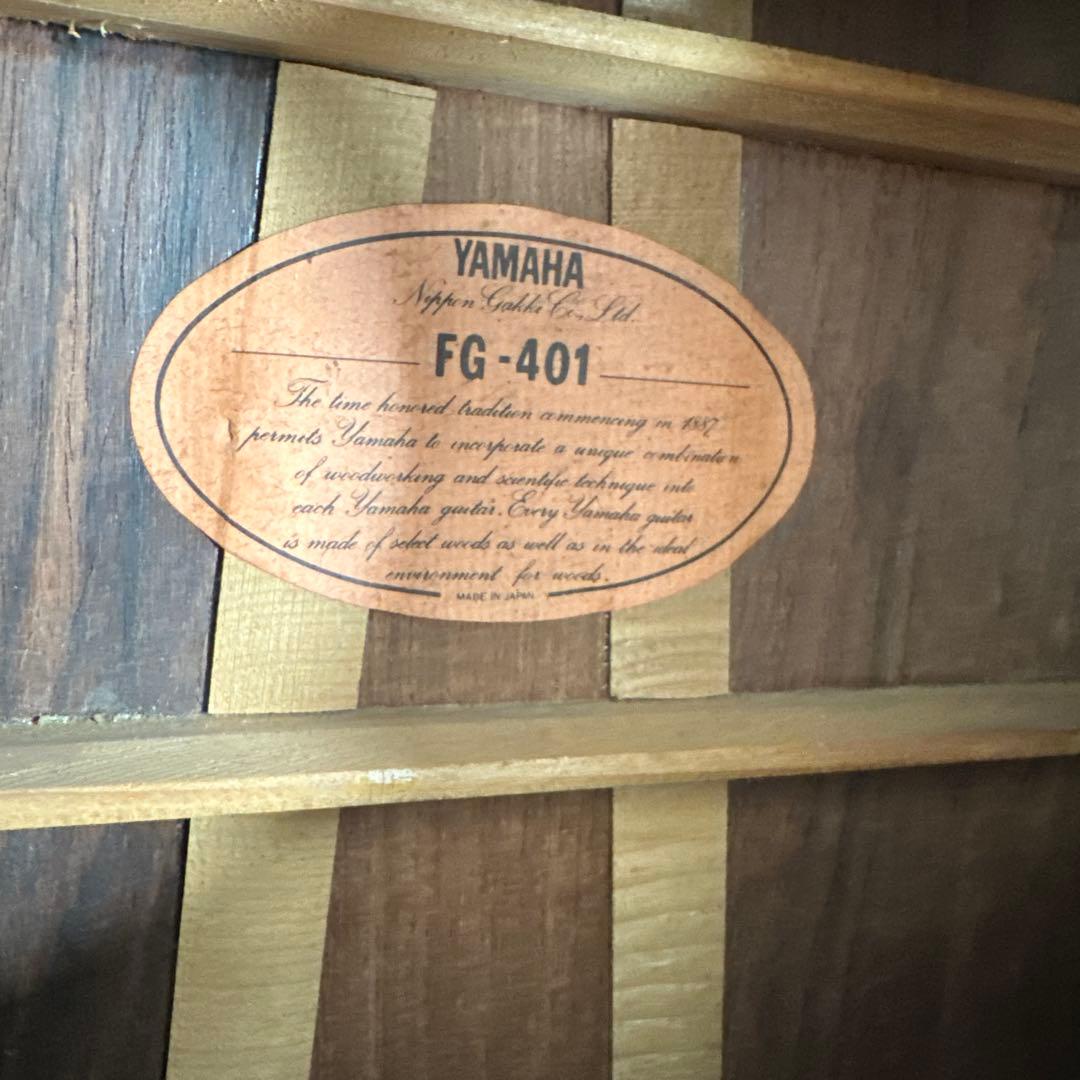 YAMAHA
Nippon Gakki Co., Ltd.
FG-401
The time honored tradition commencing in 1887
permits Yamaha to incorporate a unique combination
of woodworking and scientific technique into
each Yamaha guitar. Every Yamaha guitar
is made of select woods as well as in the ideal
environment for woods.
MADE IN JAPAN